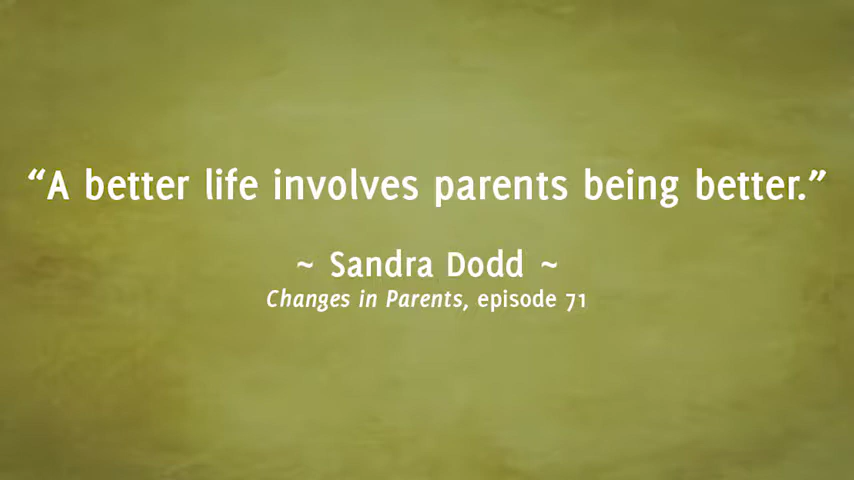 “A better life involves parents being better.”
~ Sandra Dodd ~
Changes in Parents, episode 71